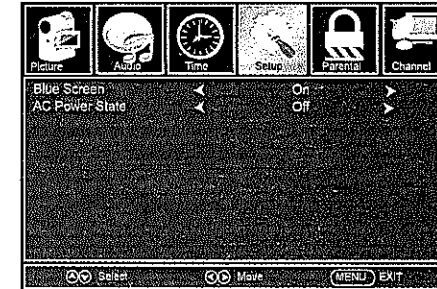 Picture Audio Time Setup Parental Channel
Blue Screen On
AC Power State Off
Select Move MENU EXIT